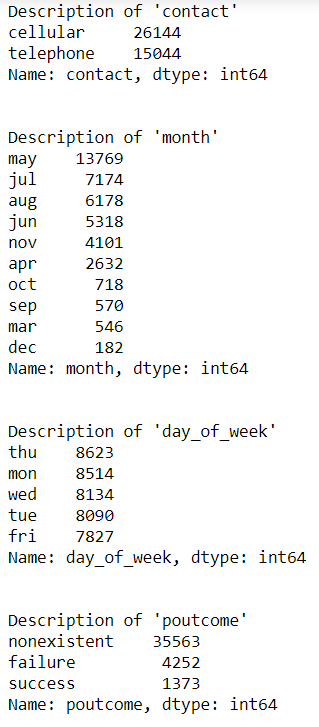 Description of 'contact'
cellular 26144
telephone 15044
Name: contact, dtype: int64
Description of 'month'
may 13769
jul 7174
aug 6178
jun 5318
nov 4101
apr 2632
oct 718
sep 570
mar 546
dec 182
Name: month, dtype: int64
Description of 'day_of_week'
thu 8623
mon 8514
wed 8134
tue 8090
fri 7827
Name: day_of_week, dtype: int64
Description of 'poutcome'
nonexistent 35563
failure 4252
success 1373
Name: poutcome, dtype: int64